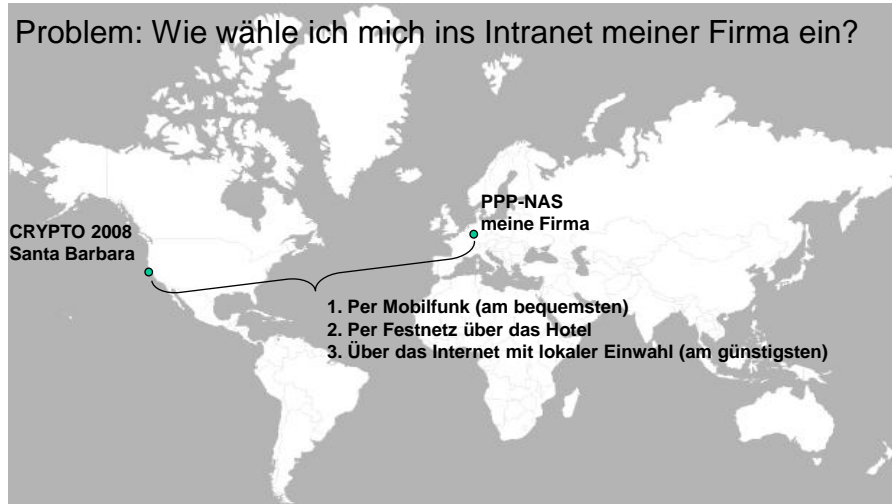 Problem: Wie wähle ich mich ins Intranet meiner Firma ein?
PPP-NAS
meine Firma
CRYPTO 2008
Santa Barbara
1. Per Mobilfunk (am bequemsten)
2. Per Festnetz über das Hotel
3. Über das Internet mit lokaler Einwahl (am günstigsten)